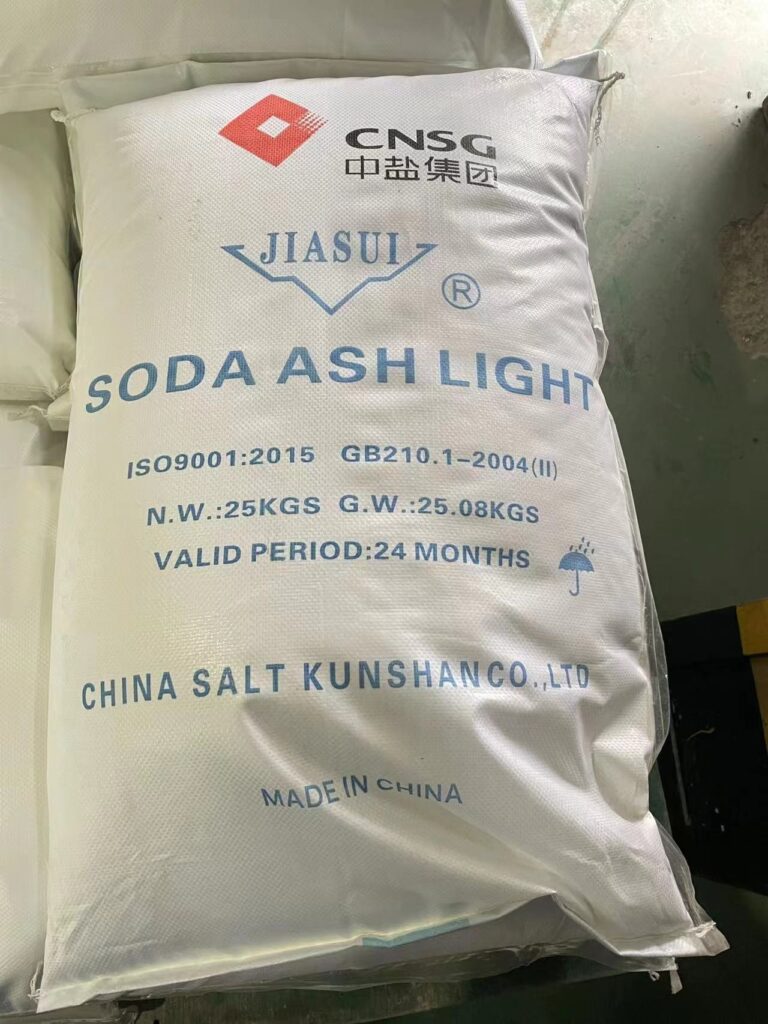 CNSG
中盐集团
JIASUI
®
SODA ASH LIGHT
ISO9001:2015 GB210.1-2004(II)
N.W.:25KGS G.W.:25.08KGS
VALID PERIOD:24 MONTHS
CHINA SALT KUNSHANCO.,LTD
MADE IN CHINA